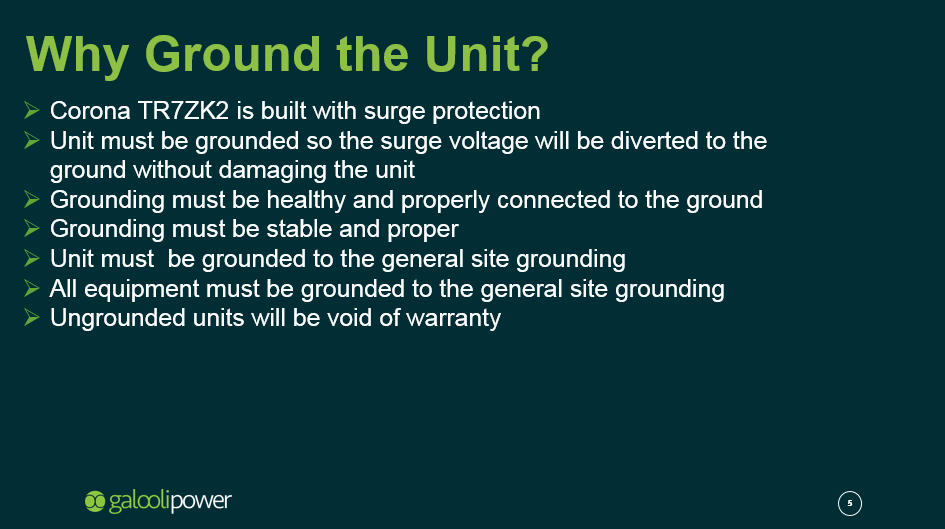 Why Ground the Unit?
Corona TR7ZK2 is built with surge protection
Unit must be grounded so the surge voltage will be diverted to the
ground without damaging the unit
Grounding must be healthy and properly connected to the ground
Grounding must be stable and proper
Unit must  be grounded to the general site grounding
All equipment must be grounded to the general site grounding
Ungrounded units will be void of warranty
galoolipower
5